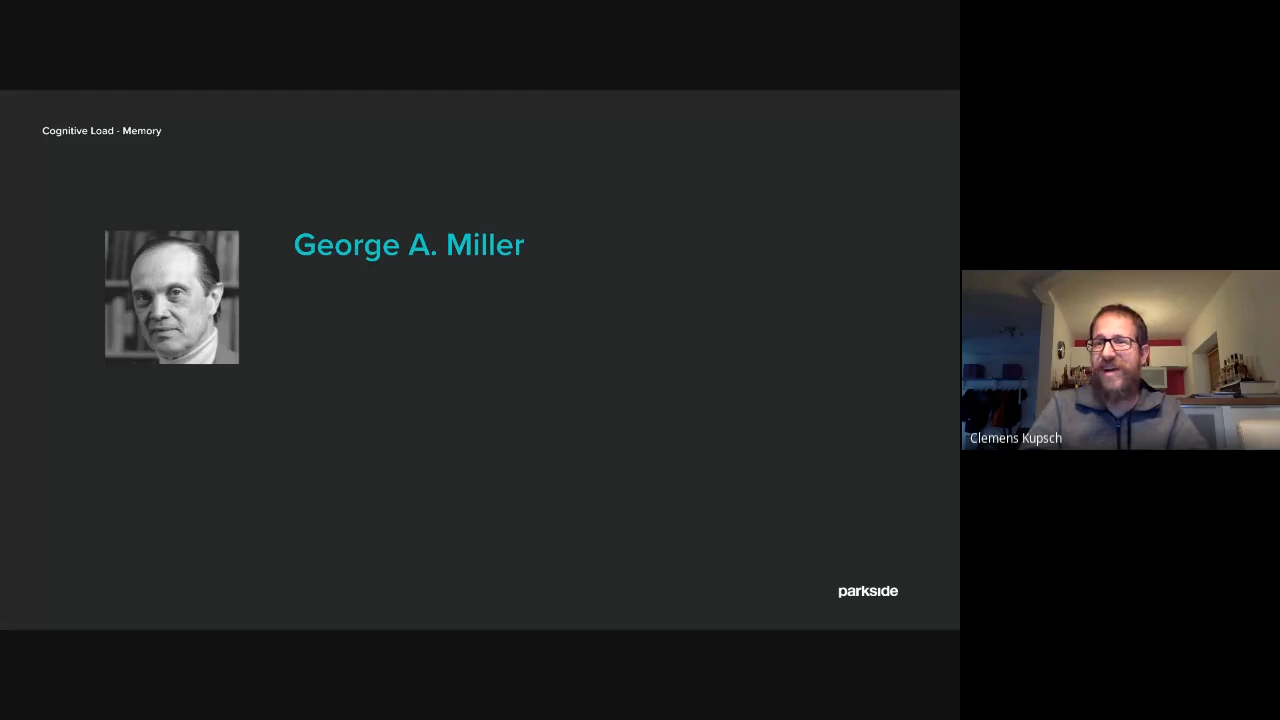 Cognitive Load - Memory
George A. Miller
Clemens Kupsch
parkside